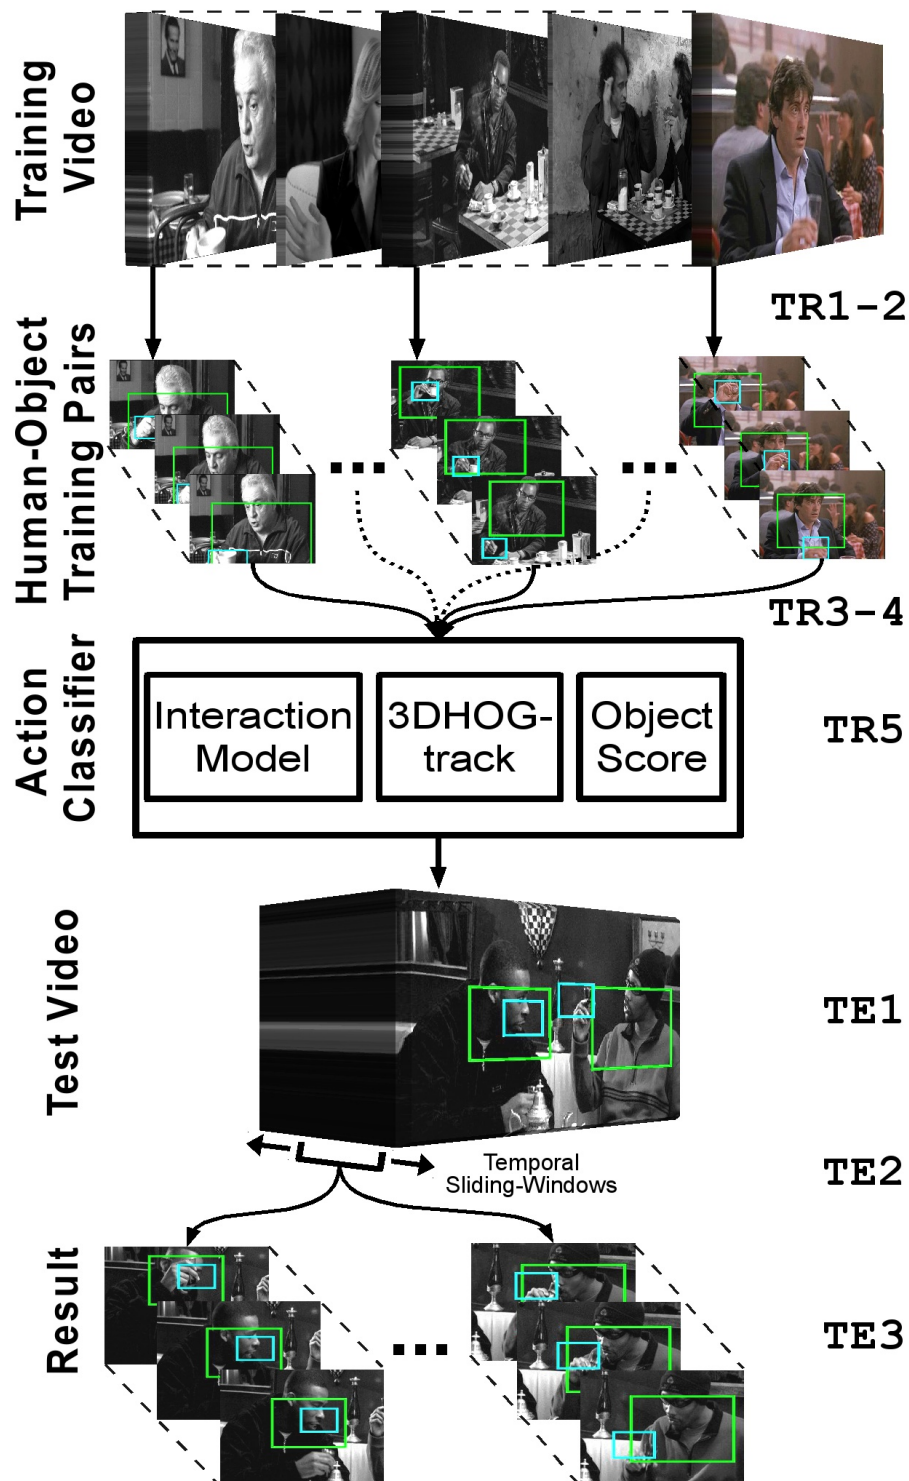 Training
Video
TR1-2
Human-Object
Training Pairs
TR3-4
Action
Classifier
Interaction
Model
3DHOG-
track
Object
Score
TR5
Test Video
TE1
Temporal
Sliding-Windows
TE2
Result
TE3